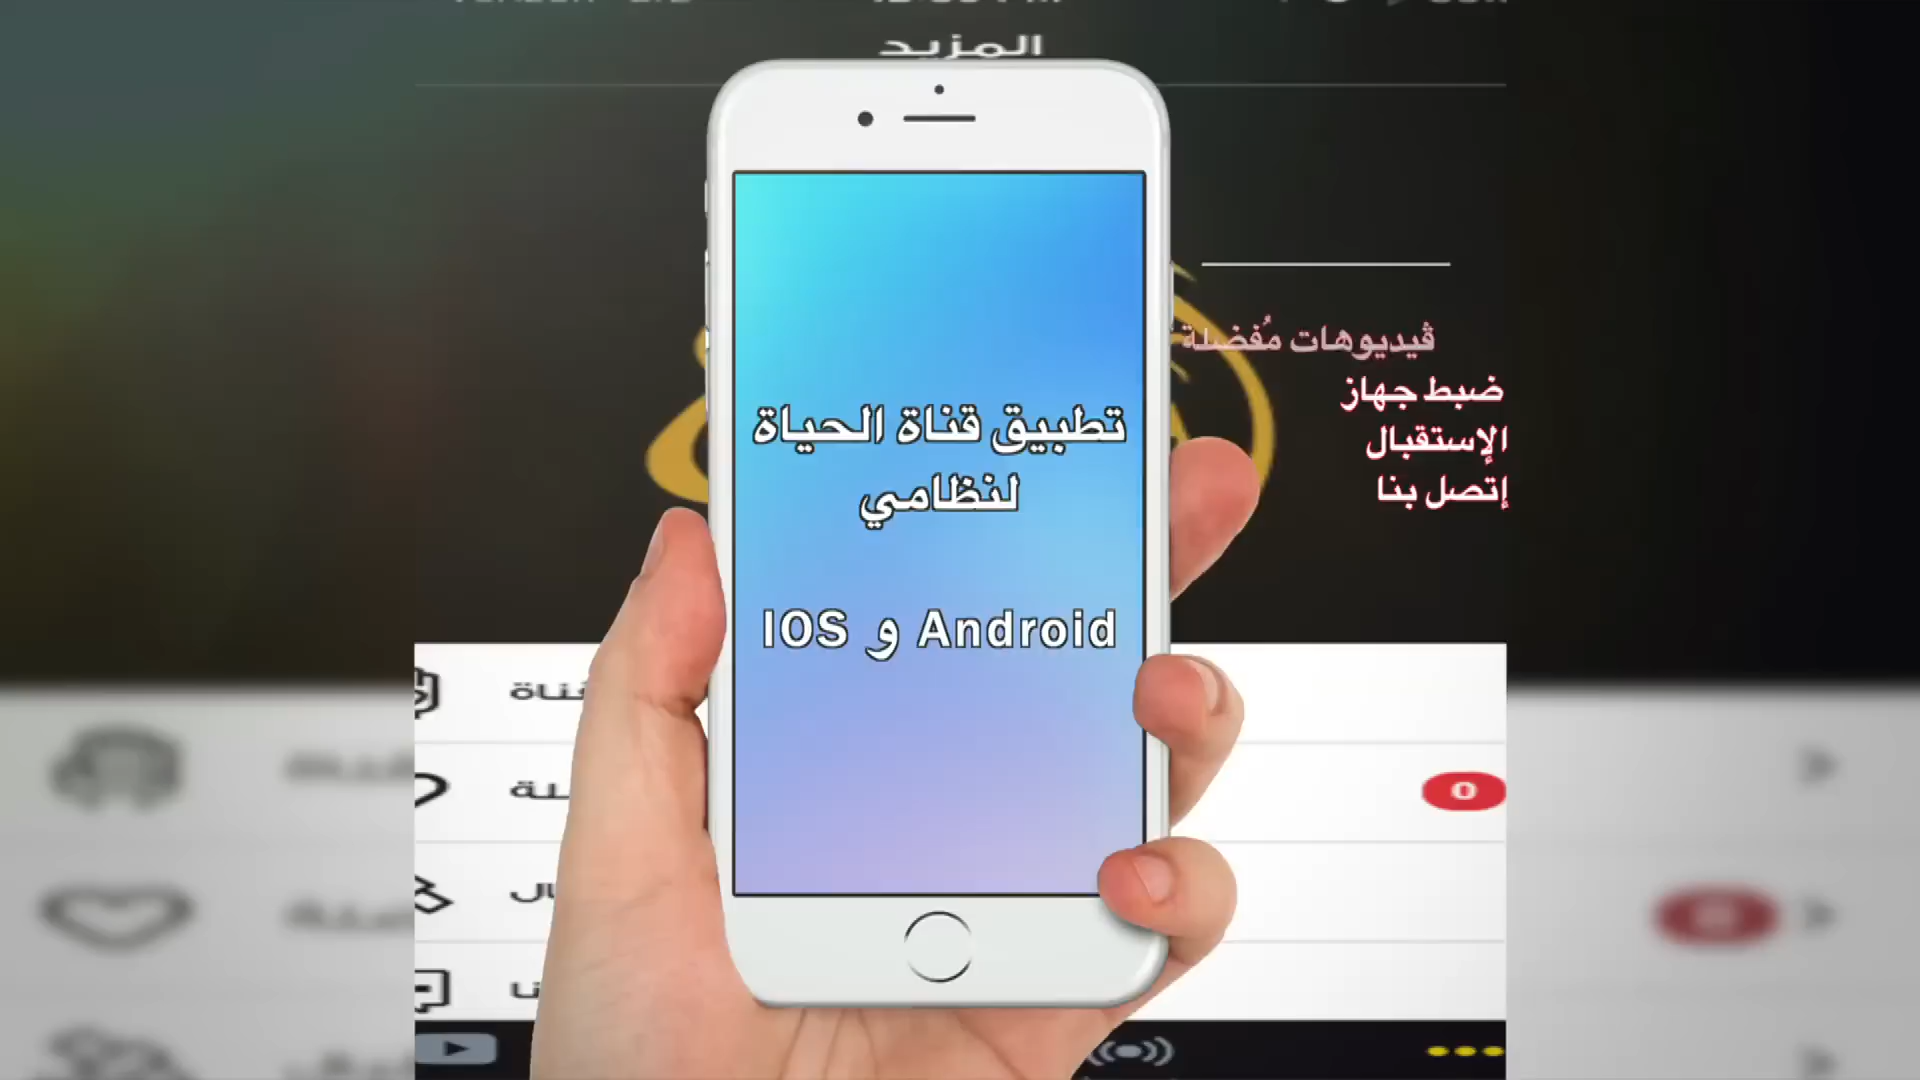 المزيد
ڤيديوهات مُفضلة
ضبط جهاز
الإستقبال
إتصل بنا
تطبيق قناة الحياة
لنظامي
IOS و Android
0